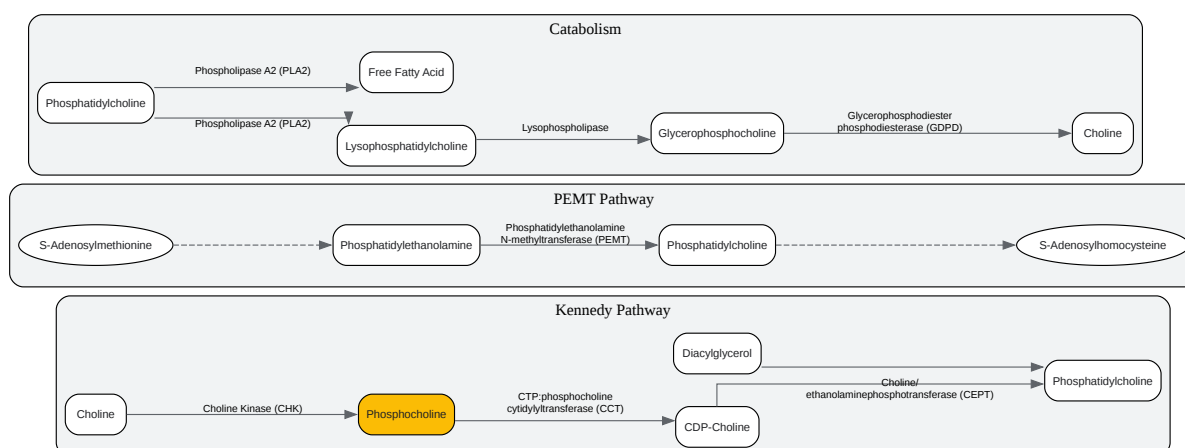 Catabolism
Phospholipase A2 (PLA2)
Free Fatty Acid
Phosphatidylcholine
Phospholipase A2 (PLA2)
Lysophosphatidylcholine
Lysophospholipase
Glycerophosphocholine
Glycerophosphodiester
phosphodiesterase (GDPD)
Choline
PEMT Pathway
S-Adenosylmethionine
Phosphatidylethanolamine
Phosphatidylethanolamine
N-methyltransferase (PEMT)
Phosphatidylcholine
S-Adenosylhomocysteine
Kennedy Pathway
Diacylglycerol
Phosphatidylcholine
Choline/
ethanolaminephosphotransferase (CEPT)
Choline
Choline Kinase (CHK)
Phosphocholine
CTP:phosphocholine
cytidylyltransferase (CCT)
CDP-Choline